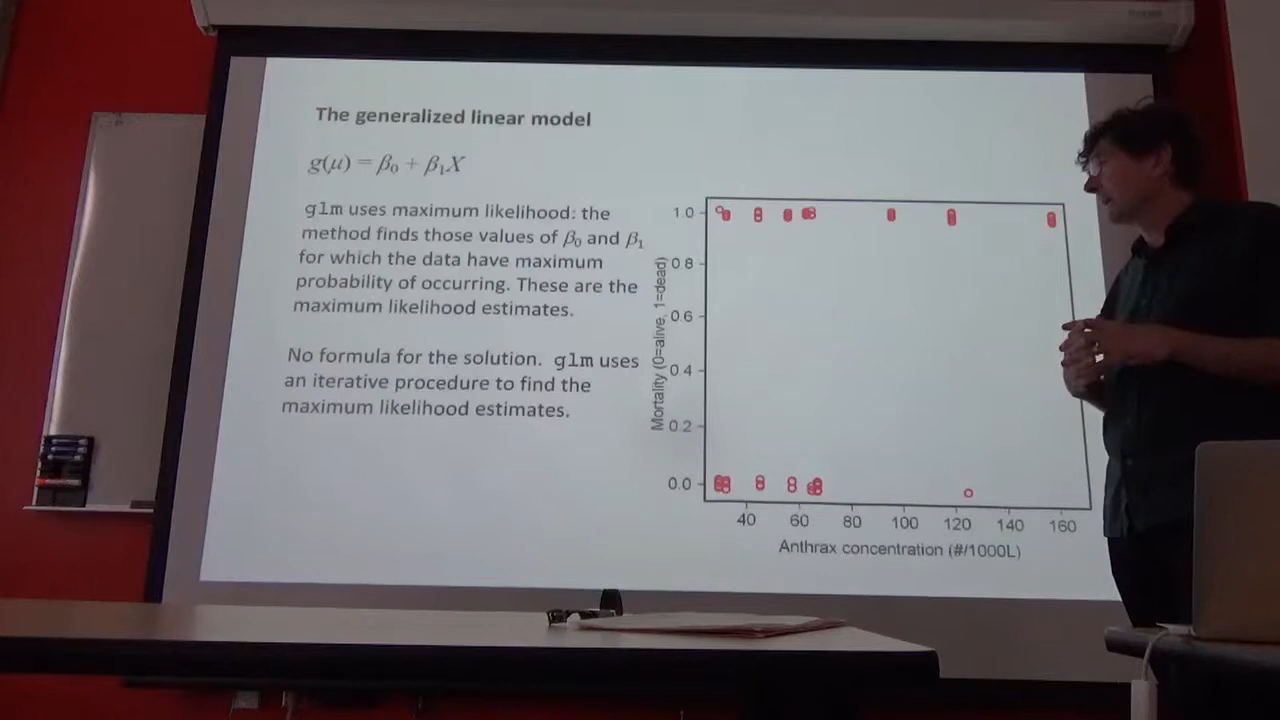 The generalized linear model
g(μ) = β₀ + β₁X
glm uses maximum likelihood: the
method finds those values of β₀ and β₁
for which the data have maximum
probability of occurring. These are the
maximum likelihood estimates.
No formula for the solution. glm uses
an iterative procedure to find the
maximum likelihood estimates.
Mortality (0=alive, 1=dead)
1.0
0.8
0.6
0.4
0.2
0.0
40 60 80 100 120 140 160
Anthrax concentration (#/1000L)